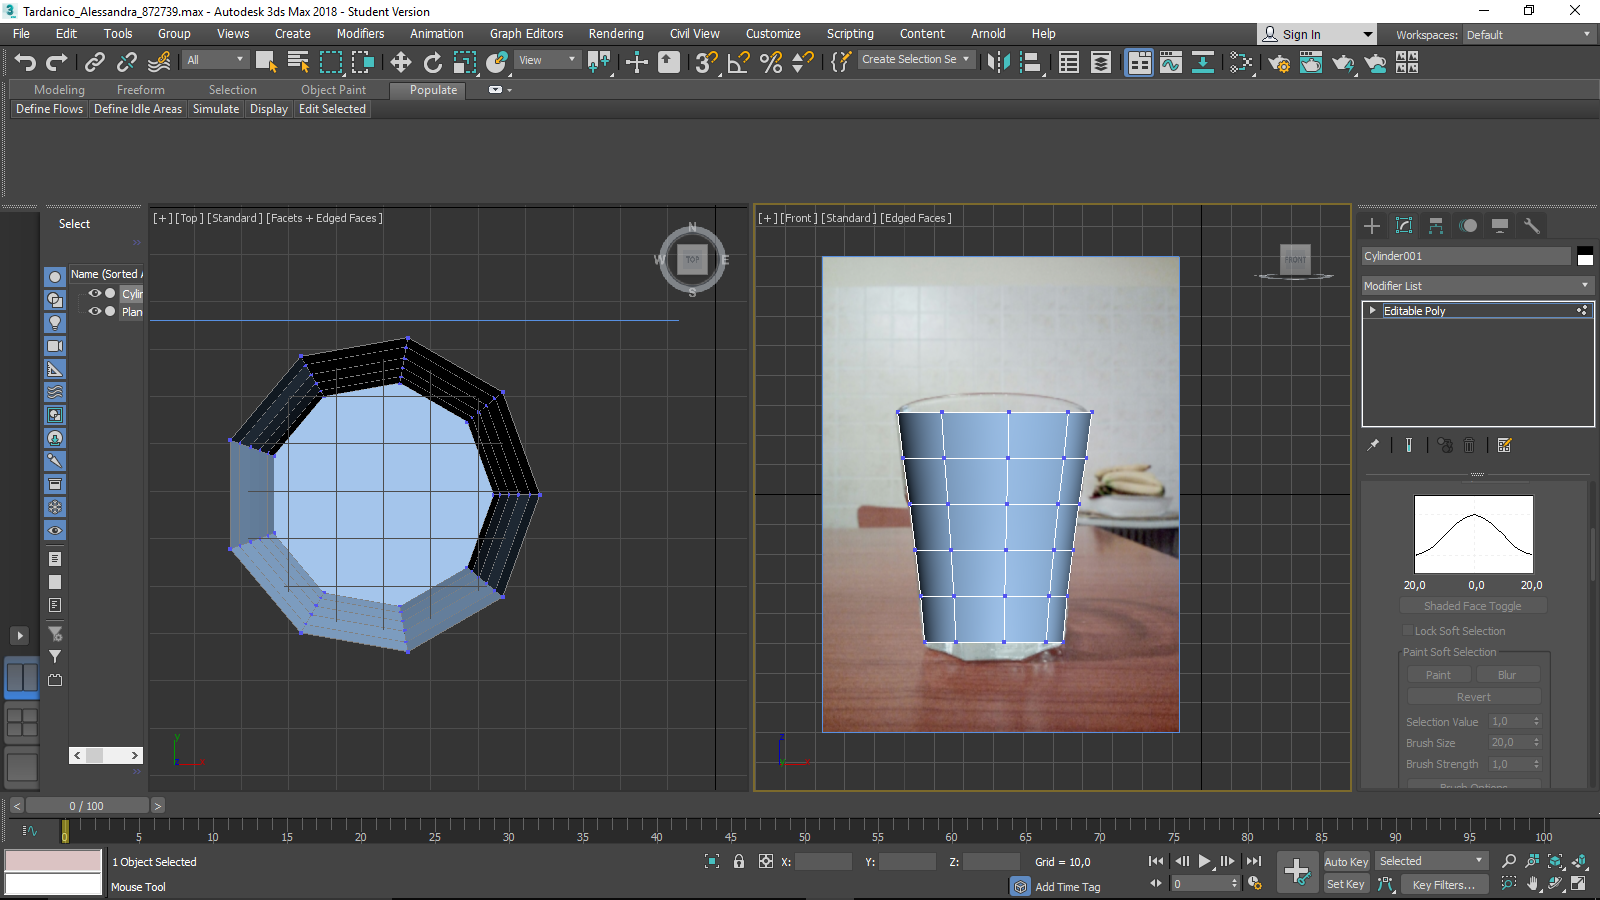 Tardanico_Alessandra_872739.max - Autodesk 3ds Max 2018 - Student Version
File Edit Tools Group Views Create Modifiers Animation Graph Editors Rendering Civil View Customize Scripting Content Arnold Help Sign In Workspaces: Default
All View Create Selection Se
Modeling Freeform Selection Object Paint Populate
Define Flows Define Idle Areas Simulate Display Edit Selected
Select
[+] [Top] [Standard] [Facets + Edged Faces]
[+] [Front] [Standard] [Edged Faces]
N
W TOP E
S
FRONT
Name (Sorted A
Cylin
Plan
Cylinder001
Modifier List
Editable Poly
20,0 0,0 20,0
Shaded Face Toggle
Lock Soft Selection
Paint Soft Selection
Paint Blur
Revert
Selection Value 1,0
Brush Size 20,0
Brush Strength 1,0
Brush Options
y
z
< 0 / 100 >
0 5 10 15 20 25 30 35 40 45 50 55 60 65 70 75 80 85 90 95 100
1 Object Selected X: Y: Z: Grid = 10,0 Auto Key Selected
Mouse Tool Add Time Tag 0 Set Key Key Filters...